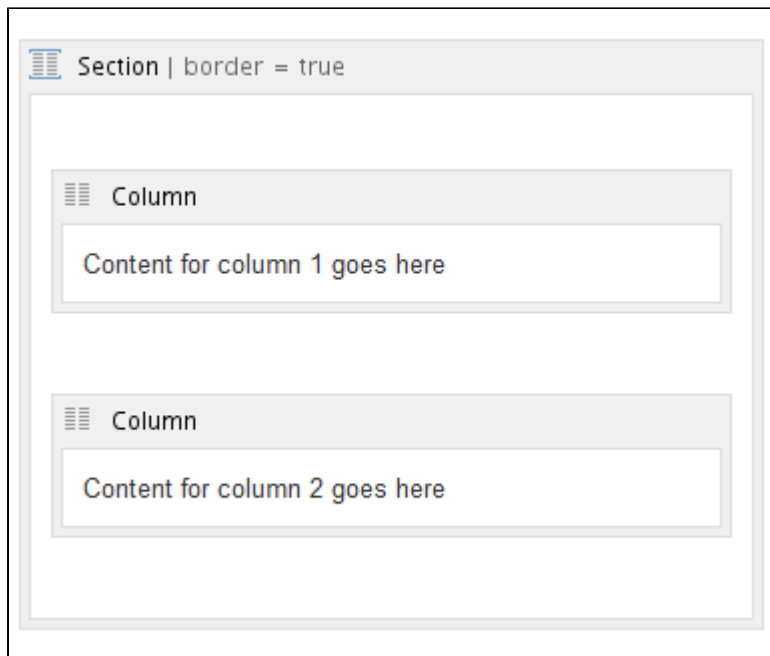 Section | border = true
Column
Content for column 1 goes here
Column
Content for column 2 goes here